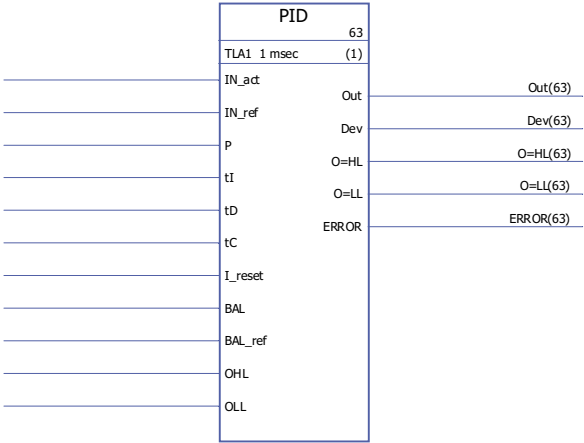 PID
63
TLA1 1 msec (1)
IN_act
IN_ref
P
tI
tD
tC
I_reset
BAL
BAL_ref
OHL
OLL
Out
Dev
O=HL
O=LL
ERROR
Out(63)
Dev(63)
O=HL(63)
O=LL(63)
ERROR(63)